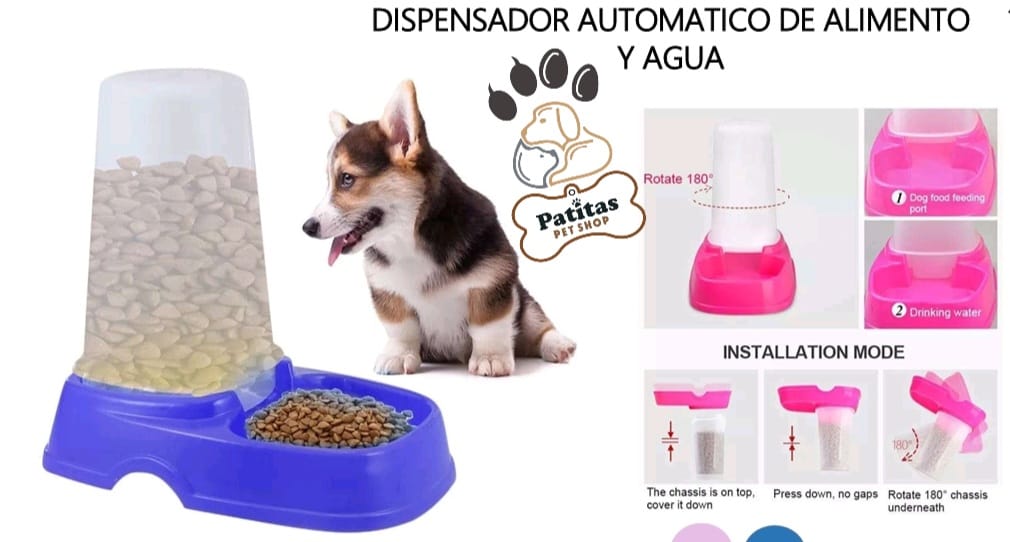 DISPENSADOR AUTOMATICO DE ALIMENTO
Y AGUA
Patitas
PET SHOP
Rotate 180°
1 Dog food feeding
port
2 Drinking water
INSTALLATION MODE
180°
The chassis is on top,
cover it down
Press down, no gaps
Rotate 180° chassis
underneath